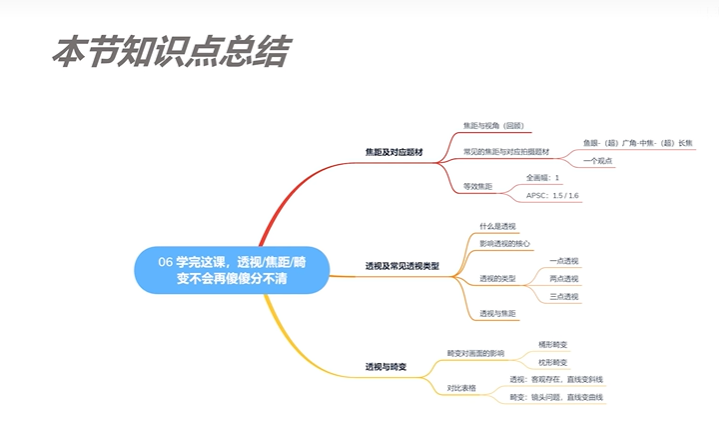 本节知识点总结
06 学完这课，透视/焦距/畸
变不会再傻傻分不清
焦距及对应题材
焦距与视角（回顾）
常见的焦距与对应拍摄题材
鱼眼-（超）广角-中焦-（超）长焦
一个观点
等效焦距
全画幅：1
APSC：1.5 / 1.6
透视及常见透视类型
什么是透视
影响透视的核心
透视的类型
一点透视
两点透视
三点透视
透视与焦距
透视与畸变
畸变对画面的影响
桶形畸变
枕形畸变
对比表格
透视：客观存在，直线变斜线
畸变：镜头问题，直线变曲线